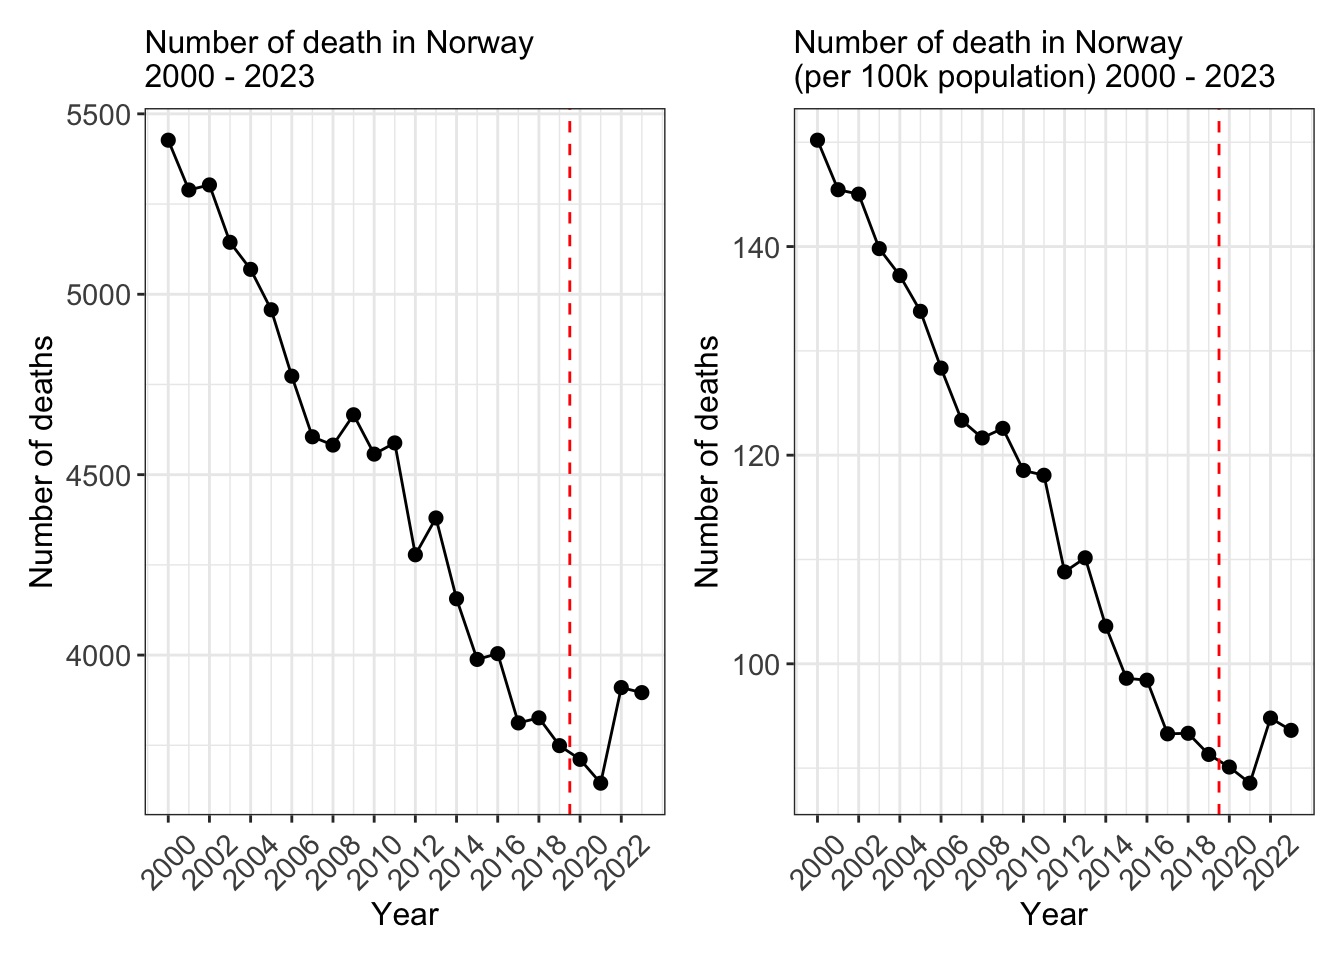 Number of death in Norway
2000 - 2023
Number of deaths
5500
5000
4500
4000
2000 2002 2004 2006 2008 2010 2012 2014 2016 2018 2020 2022
Year
Number of death in Norway
(per 100k population) 2000 - 2023
Number of deaths
140
120
100
2000 2002 2004 2006 2008 2010 2012 2014 2016 2018 2020 2022
Year